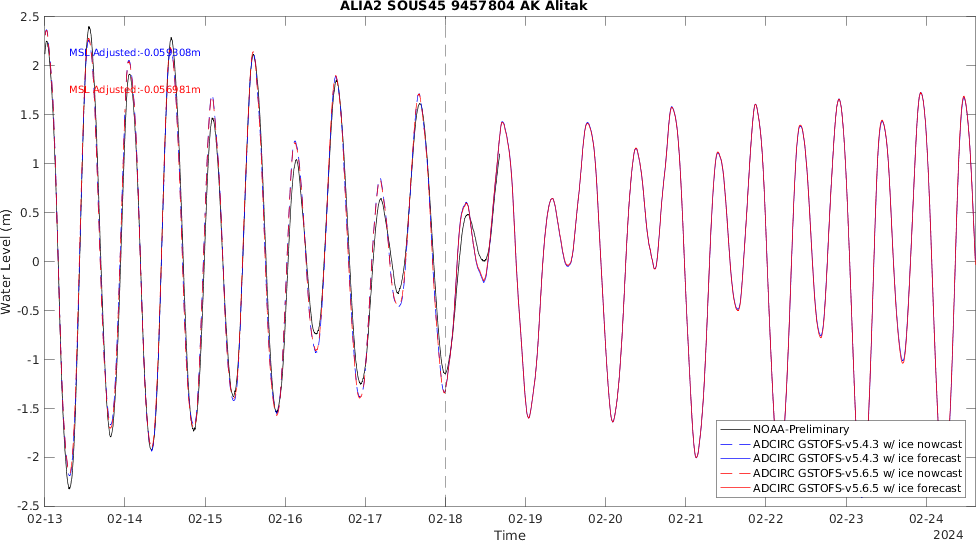 ALIA2 SOUS45 9457804 AK Alitak
2.5
2
1.5
1
0.5
0
-0.5
-1
-1.5
-2
-2.5
Water Level (m)
MSL Adjusted:-0.059308m
MSL Adjusted:-0.056981m
NOAA-Preliminary
ADCIRC GSTOFS-v5.4.3 w/ ice nowcast
ADCIRC GSTOFS-v5.4.3 w/ ice forecast
ADCIRC GSTOFS-v5.6.5 w/ ice nowcast
ADCIRC GSTOFS-v5.6.5 w/ ice forecast
02-13 02-14 02-15 02-16 02-17 02-18 02-19 02-20 02-21 02-22 02-23 02-24
Time
2024